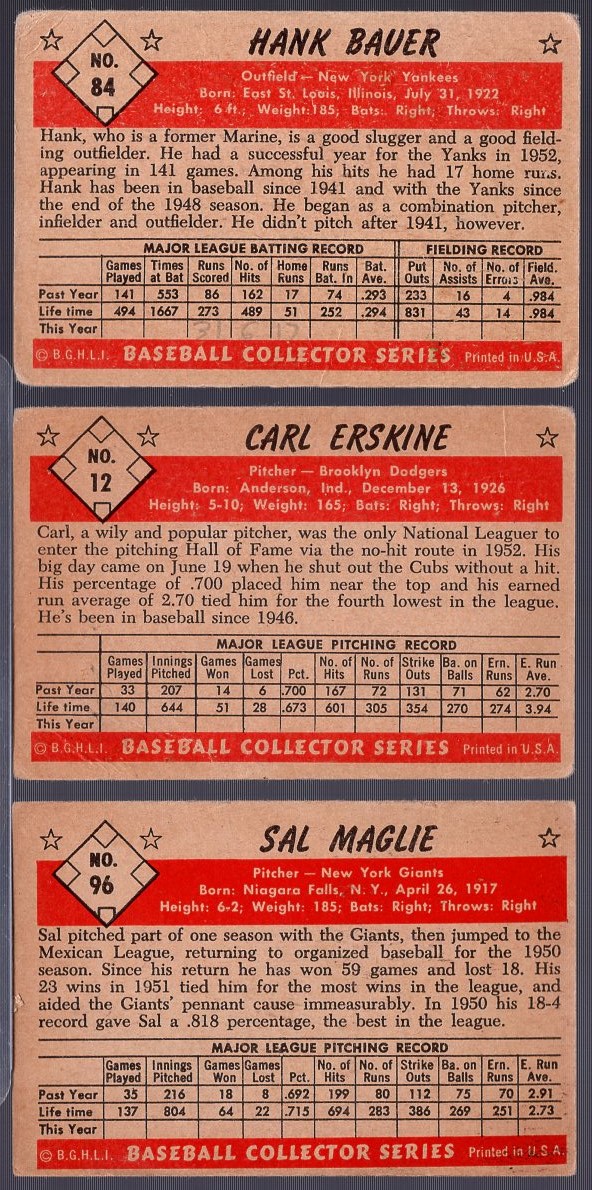 NO.
84
HANK BAUER
Outfield — New York Yankees
Born: East St. Louis, Illinois, July 31, 1922
Height: 6 ft.; Weight: 185; Bats: Right; Throws: Right
Hank, who is a former Marine, is a good slugger and a good field-
ing outfielder. He had a successful year for the Yanks in 1952,
appearing in 141 games. Among his hits he had 17 home runs.
Hank has been in baseball since 1941 and with the Yanks since
the end of the 1948 season. He began as a combination pitcher,
infielder and outfielder. He didn't pitch after 1941, however.
MAJOR LEAGUE BATTING RECORD FIELDING RECORD
Games Times Runs No. of Home Runs Bat. Put No. of No. of Field.
Played at Bat Scored Hits Runs Bat. In Ave. Outs Assists Errors Ave.
Past Year 141 553 86 162 17 74 .293 233 16 4 .984
Life time 494 1667 273 489 51 252 .294 831 43 14 .984
This Year
© B.G.H.L.I. BASEBALL COLLECTOR SERIES Printed in U.S.A.
NO.
12
CARL ERSKINE
Pitcher — Brooklyn Dodgers
Born: Anderson, Ind., December 13, 1926
Height: 5-10; Weight: 165; Bats: Right; Throws: Right
Carl, a wily and popular pitcher, was the only National Leaguer to
enter the pitching Hall of Fame via the no-hit route in 1952. His
big day came on June 19 when he shut out the Cubs without a hit.
His percentage of .700 placed him near the top and his earned
run average of 2.70 tied him for the fourth lowest in the league.
He's been in baseball since 1946.
MAJOR LEAGUE PITCHING RECORD
Games Innings Games Games No. of No. of Strike Ba. on Ern. E. Run
Played Pitched Won Lost Pct. Hits Runs Outs Balls Runs Ave.
Past Year 33 207 14 6 .700 167 72 131 71 62 2.70
Life time 140 644 51 28 .673 601 305 354 270 274 3.94
This Year
© B.G.H.L.I. BASEBALL COLLECTOR SERIES Printed in U.S.A.
NO.
96
SAL MAGLIE
Pitcher — New York Giants
Born: Niagara Falls, N. Y., April 26, 1917
Height: 6-2; Weight: 185; Bats: Right; Throws: Right
Sal pitched part of one season with the Giants, then jumped to the
Mexican League, returning to organized baseball for the 1950
season. Since his return he has won 59 games and lost 18. His
23 wins in 1951 tied him for the most wins in the league, and
aided the Giants' pennant cause immeasurably. In 1950 his 18-4
record gave Sal a .818 percentage, the best in the league.
MAJOR LEAGUE PITCHING RECORD
Games Innings Games Games No. of No. of Strike Ba. on Ern. E. Run
Played Pitched Won Lost Pct. Hits Runs Outs Balls Runs Ave.
Past Year 35 216 18 8 .692 199 80 112 75 70 2.91
Life time 137 804 64 22 .715 694 283 386 269 251 2.73
This Year
© B.G.H.L.I. BASEBALL COLLECTOR SERIES Printed in U.S.A.